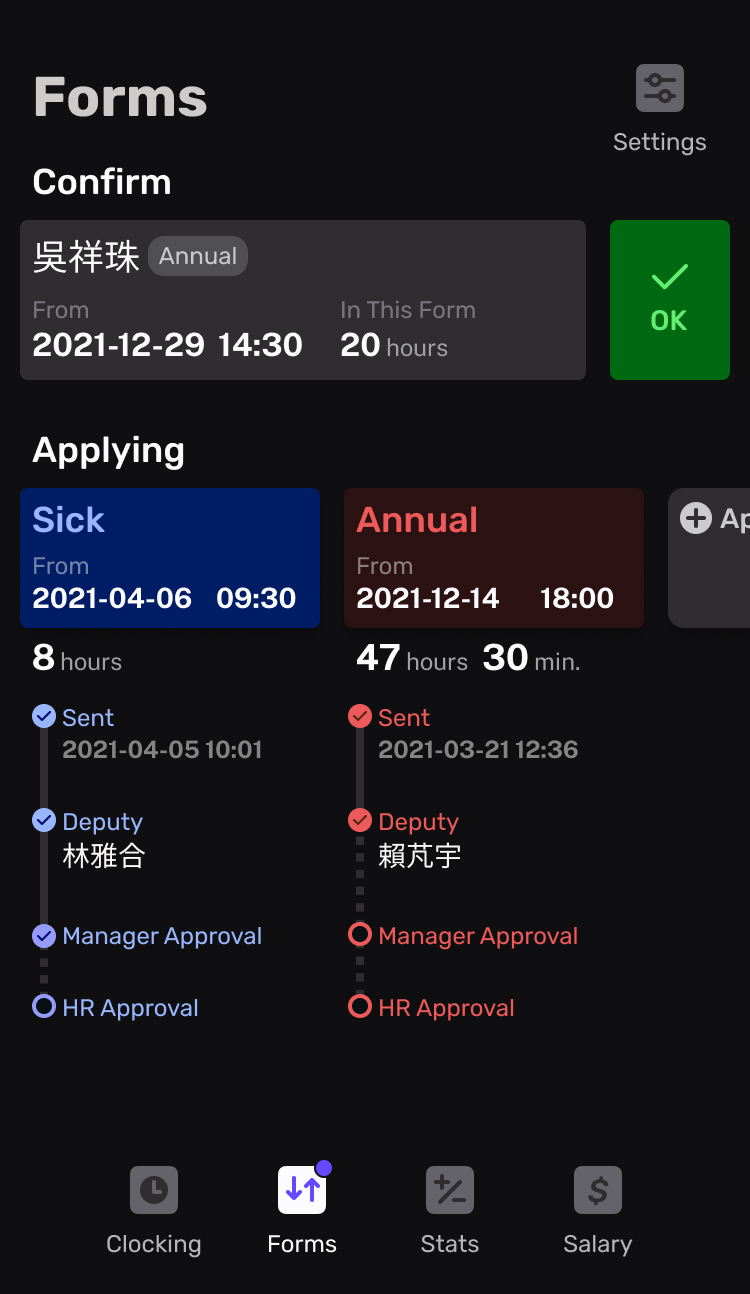 Forms
Settings
Confirm
吳祥珠 Annual
From In This Form
2021-12-29 14:30 20 hours
OK
Applying
Sick Annual
From From
2021-04-06 09:30 2021-12-14 18:00
Ap
8 hours 47 hours 30 min.
Sent Sent
2021-04-05 10:01 2021-03-21 12:36
Deputy Deputy
林雅合 賴芃宇
Manager Approval Manager Approval
HR Approval HR Approval
Clocking Forms Stats Salary